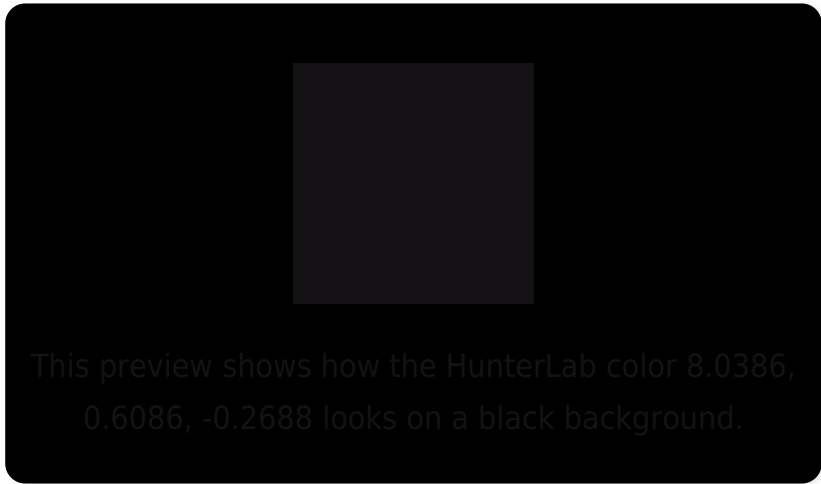 This preview shows how the HunterLab color 8.0386,
0.6086, -0.2688 looks on a black background.